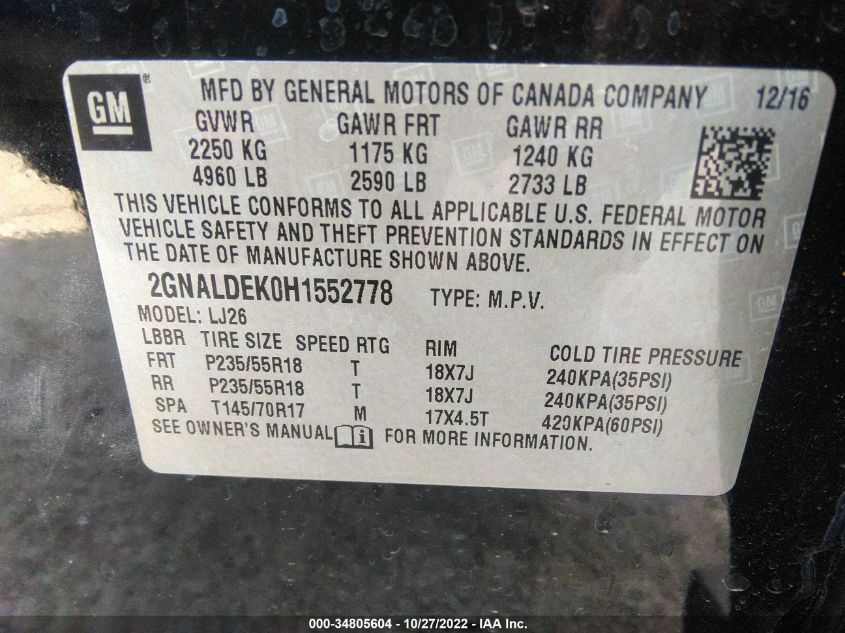 GM ®
MFD BY GENERAL MOTORS OF CANADA COMPANY 12/16
GVWR GAWR FRT GAWR RR
2250 KG 1175 KG 1240 KG
4960 LB 2590 LB 2733 LB
THIS VEHICLE CONFORMS TO ALL APPLICABLE U.S. FEDERAL MOTOR
VEHICLE SAFETY AND THEFT PREVENTION STANDARDS IN EFFECT ON
THE DATE OF MANUFACTURE SHOWN ABOVE.
2GNALDEK0H1552778 TYPE: M.P.V.
MODEL: LJ26
LBBR TIRE SIZE SPEED RTG RIM COLD TIRE PRESSURE
FRT P235/55R18 T 18X7J 240KPA(35PSI)
RR P235/55R18 T 18X7J 240KPA(35PSI)
SPA T145/70R17 M 17X4.5T 420KPA(60PSI)
SEE OWNER'S MANUAL FOR MORE INFORMATION.
000-34805604 - 10/27/2022 - IAA Inc.